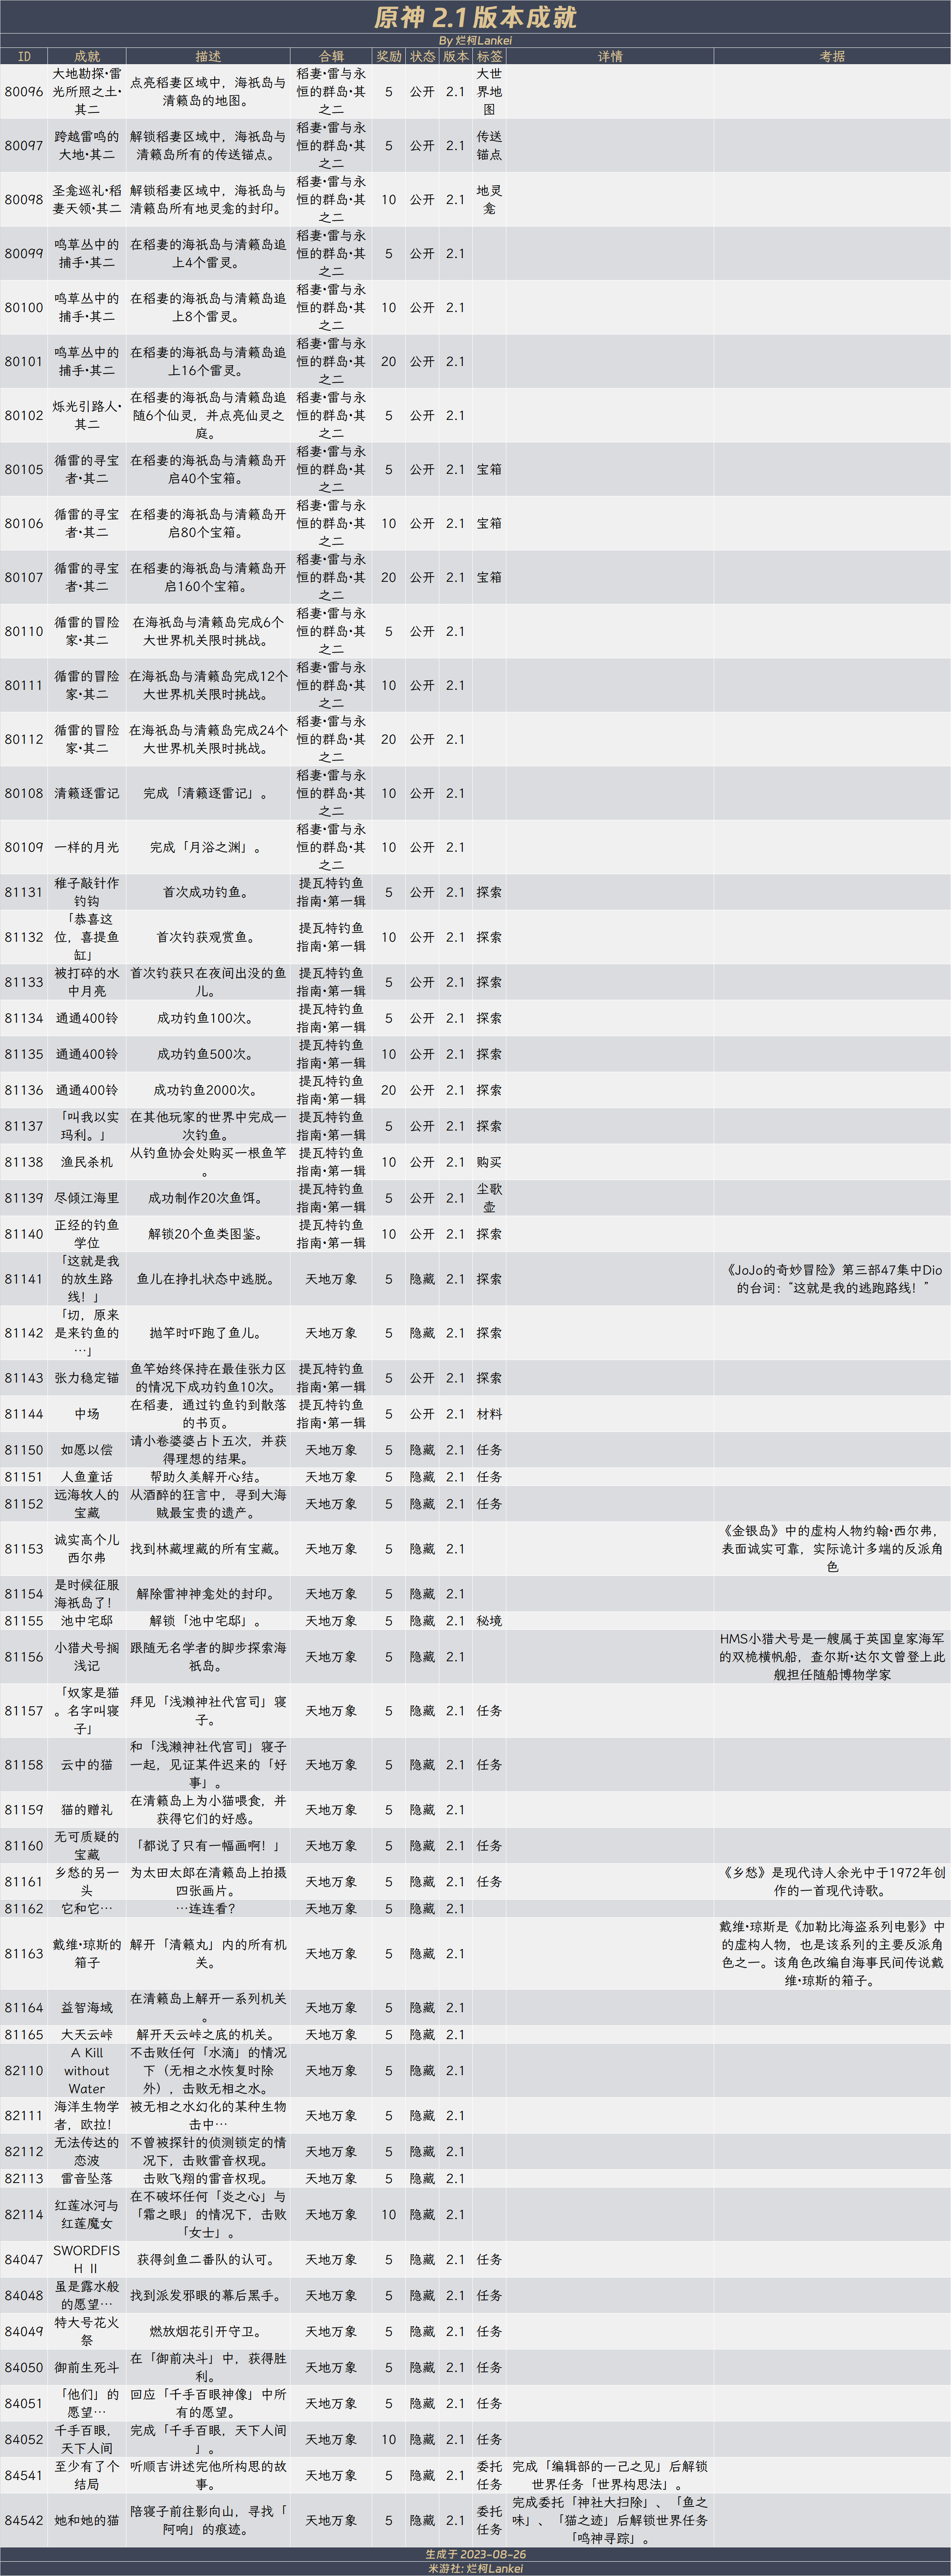 原神 2.1 版本成就
By 烂柯Lankei
ID 成就 描述 合辑 奖励 状态 版本 标签 详情 考据
80096 大地勘探•雷光所照之土•其二 点亮稻妻区域中，海祇岛与清籁岛的地图。 稻妻•雷与永恒的群岛•其之二 5 公开 2.1 大世界地图
80097 跨越雷鸣的大地•其二 解锁稻妻区域中，海祇岛与清籁岛所有的传送锚点。 稻妻•雷与永恒的群岛•其之二 5 公开 2.1 传送锚点
80098 圣龛巡礼•稻妻天领•其二 解锁稻妻区域中，海祇岛与清籁岛所有地灵龛的封印。 稻妻•雷与永恒的群岛•其之二 10 公开 2.1 地灵龛
80099 鸣草丛中的捕手•其二 在稻妻的海祇岛与清籁岛追上4个雷灵。 稻妻•雷与永恒的群岛•其之二 5 公开 2.1
80100 鸣草丛中的捕手•其二 在稻妻的海祇岛与清籁岛追上8个雷灵。 稻妻•雷与永恒的群岛•其之二 10 公开 2.1
80101 鸣草丛中的捕手•其二 在稻妻的海祇岛与清籁岛追上16个雷灵。 稻妻•雷与永恒的群岛•其之二 20 公开 2.1
80102 烁光引路人•其二 在稻妻的海祇岛与清籁岛追随6个仙灵，并点亮仙灵之庭。 稻妻•雷与永恒的群岛•其之二 5 公开 2.1
80105 循雷的寻宝者•其二 在稻妻的海祇岛与清籁岛开启40个宝箱。 稻妻•雷与永恒的群岛•其之二 5 公开 2.1 宝箱
80106 循雷的寻宝者•其二 在稻妻的海祇岛与清籁岛开启80个宝箱。 稻妻•雷与永恒的群岛•其之二 10 公开 2.1 宝箱
80107 循雷的寻宝者•其二 在稻妻的海祇岛与清籁岛开启160个宝箱。 稻妻•雷与永恒的群岛•其之二 20 公开 2.1 宝箱
80110 循雷的冒险家•其二 在海祇岛与清籁岛完成6个大世界机关限时挑战。 稻妻•雷与永恒的群岛•其之二 5 公开 2.1
80111 循雷的冒险家•其二 在海祇岛与清籁岛完成12个大世界机关限时挑战。 稻妻•雷与永恒的群岛•其之二 10 公开 2.1
80112 循雷的冒险家•其二 在海祇岛与清籁岛完成24个大世界机关限时挑战。 稻妻•雷与永恒的群岛•其之二 20 公开 2.1
80108 清籁逐雷记 完成「清籁逐雷记」。 稻妻•雷与永恒的群岛•其之二 10 公开 2.1
80109 一样的月光 完成「月浴之渊」。 稻妻•雷与永恒的群岛•其之二 10 公开 2.1
81131 稚子敲针作钓钩 首次成功钓鱼。 提瓦特钓鱼指南•第一辑 5 公开 2.1 探索
81132 「恭喜这位，喜提鱼缸」 首次钓获观赏鱼。 提瓦特钓鱼指南•第一辑 10 公开 2.1 探索
81133 被打碎的水中月亮 首次钓获只在夜间出没的鱼儿。 提瓦特钓鱼指南•第一辑 5 公开 2.1 探索
81134 通通400铃 成功钓鱼100次。 提瓦特钓鱼指南•第一辑 5 公开 2.1 探索
81135 通通400铃 成功钓鱼500次。 提瓦特钓鱼指南•第一辑 10 公开 2.1 探索
81136 通通400铃 成功钓鱼2000次。 提瓦特钓鱼指南•第一辑 20 公开 2.1 探索
81137 「叫我以实玛利。」 在其他玩家的世界中完成一次钓鱼。 提瓦特钓鱼指南•第一辑 5 公开 2.1 探索
81138 渔民杀机 从钓鱼协会处购买一根鱼竿。 提瓦特钓鱼指南•第一辑 10 公开 2.1 购买
81139 尽倾江海里 成功制作20次鱼饵。 提瓦特钓鱼指南•第一辑 5 公开 2.1 尘歌壶
81140 正经的钓鱼学位 解锁20个鱼类图鉴。 提瓦特钓鱼指南•第一辑 10 公开 2.1 探索
81141 「这就是我的放生路线！」 鱼儿在挣扎状态中逃脱。 天地万象 5 隐藏 2.1 探索 《JoJo的奇妙冒险》第三部47集中Dio的台词：“这就是我的逃跑路线！”
81142 「切，原来是来钓鱼的…」 抛竿时吓跑了鱼儿。 天地万象 5 隐藏 2.1 探索
81143 张力稳定锚 鱼竿始终保持在最佳张力区的情况下成功钓鱼10次。 提瓦特钓鱼指南•第一辑 5 公开 2.1 探索
81144 中场 在稻妻，通过钓鱼钓到散落的书页。 提瓦特钓鱼指南•第一辑 5 公开 2.1 材料
81150 如愿以偿 请小卷婆婆占卜五次，并获得理想的结果。 天地万象 5 隐藏 2.1 任务
81151 人鱼童话 帮助久美解开心结。 天地万象 5 隐藏 2.1 任务
81152 远海牧人的宝藏 从酒醉的狂言中，寻到大海贼最宝贵的遗产。 天地万象 5 隐藏 2.1 任务
81153 诚实高个儿西尔弗 找到林藏埋藏的所有宝藏。 天地万象 5 隐藏 2.1 《金银岛》中的虚构人物约翰•西尔弗，表面诚实可靠，实际诡计多端的反派角色
81154 是时候征服海祇岛了！ 解除雷神神龛处的封印。 天地万象 5 隐藏 2.1
81155 池中宅邸 解锁「池中宅邸」。 天地万象 5 隐藏 2.1 秘境
81156 小猎犬号搁浅记 跟随无名学者的脚步探索海祇岛。 天地万象 5 隐藏 2.1 HMS小猎犬号是一艘属于英国皇家海军的双桅横帆船，查尔斯•达尔文曾登上此舰担任随船博物学家
81157 「奴家是猫。名字叫寝子」 拜见「浅濑神社代宫司」寝子。 天地万象 5 隐藏 2.1 任务
81158 云中的猫 和「浅濑神社代宫司」寝子一起，见证某件迟来的「好事」。 天地万象 5 隐藏 2.1 任务
81159 猫的赠礼 在清籁岛上为小猫喂食，并获得它们的好感。 天地万象 5 隐藏 2.1
81160 无可质疑的宝藏 「都说了只有一幅画啊！」 天地万象 5 隐藏 2.1 任务
81161 乡愁的另一头 为太田太郎在清籁岛上拍摄四张画片。 天地万象 5 隐藏 2.1 任务 《乡愁》是现代诗人余光中于1972年创作的一首现代诗歌。
81162 它和它… …连连看？ 天地万象 5 隐藏 2.1
81163 戴维•琼斯的箱子 解开「清籁丸」内的所有机关。 天地万象 5 隐藏 2.1 戴维•琼斯是《加勒比海盗系列电影》中的虚构人物，也是该系列的主要反派角色之一。该角色改编自海事民间传说戴维•琼斯的箱子。
81164 益智海域 在清籁岛上解开一系列机关。 天地万象 5 隐藏 2.1
81165 大天云峠 解开天云峠之底的机关。 天地万象 5 隐藏 2.1
82110 A Kill without Water 不击败任何「水滴」的情况下（无相之水恢复时除外），击败无相之水。 天地万象 5 隐藏 2.1
82111 海洋生物学者，欧拉！ 被无相之水幻化的某种生物击中… 天地万象 5 隐藏 2.1
82112 无法传达的恋波 不曾被探针的侦测锁定的情况下，击败雷音权现。 天地万象 5 隐藏 2.1
82113 雷音坠落 击败飞翔的雷音权现。 天地万象 5 隐藏 2.1
82114 红莲冰河与红莲魔女 在不破坏任何「炎之心」与「霜之眼」的情况下，击败「女士」。 天地万象 10 隐藏 2.1
84047 SWORDFISH II 获得剑鱼二番队的认可。 天地万象 5 隐藏 2.1 任务
84048 虽是露水般的愿望… 找到派发邪眼的幕后黑手。 天地万象 5 隐藏 2.1 任务
84049 特大号花火祭 燃放烟花引开守卫。 天地万象 5 隐藏 2.1 任务
84050 御前生死斗 在「御前决斗」中，获得胜利。 天地万象 5 隐藏 2.1 任务
84051 「他们」的愿望… 回应「千手百眼神像」中所有的愿望。 天地万象 5 隐藏 2.1 任务
84052 千手百眼，天下人间 完成「千手百眼，天下人间」。 天地万象 10 隐藏 2.1 任务
84541 至少有了个结局 听顺吉讲述完他所构思的故事。 天地万象 5 隐藏 2.1 委托任务 完成「编辑部的一己之见」后解锁世界任务「世界构思法」。
84542 她和她的猫 陪寝子前往影向山，寻找「阿响」的痕迹。 天地万象 5 隐藏 2.1 委托任务 完成委托「神社大扫除」、「鱼之味」、「猫之迹」后解锁世界任务「鸣神寻踪」。
生成于 2023-08-26
米游社: 烂柯Lankei